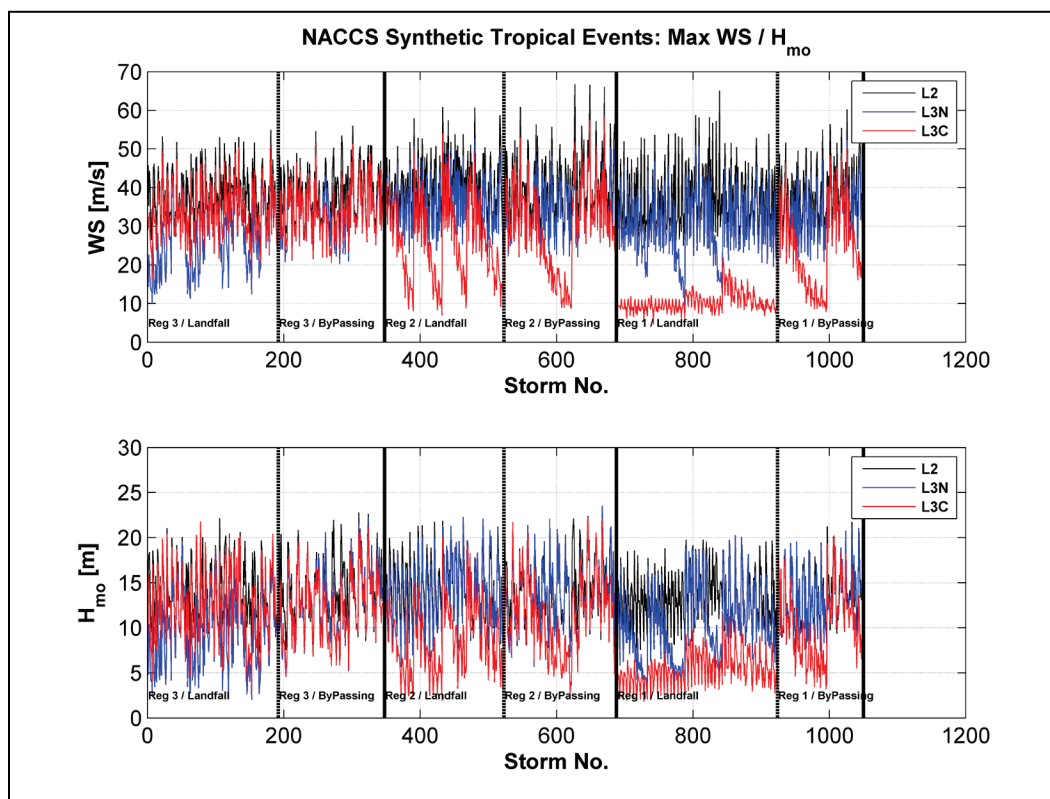 NACCS Synthetic Tropical Events: Max WS / Hmo
70
60
50
40
30
20
10
0
WS [m/s]
L2
L3N
L3C
Reg 3 / Landfall
Reg 3 / ByPassing
Reg 2 / Landfall
Reg 2 / ByPassing
Reg 1 / Landfall
Reg 1 / ByPassing
0 200 400 600 800 1000 1200
Storm No.
30
25
20
15
10
5
0
Hmo [m]
L2
L3N
L3C
Reg 3 / Landfall
Reg 3 / ByPassing
Reg 2 / Landfall
Reg 2 / ByPassing
Reg 1 / Landfall
Reg 1 / ByPassing
0 200 400 600 800 1000 1200
Storm No.